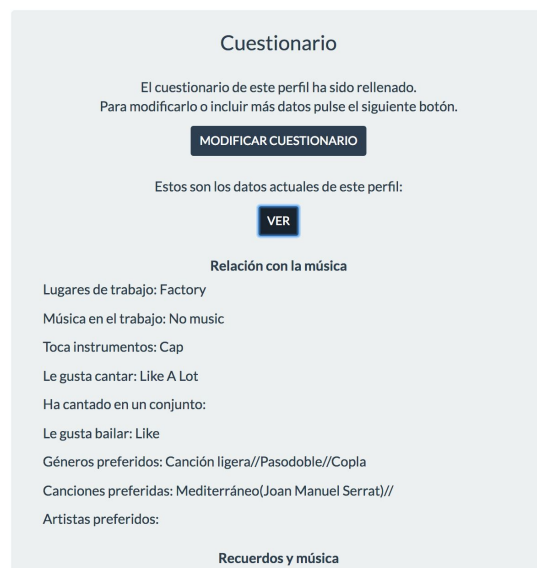 Cuestionario
El cuestionario de este perfil ha sido rellenado.
Para modificarlo o incluir más datos pulse el siguiente botón.
MODIFICAR CUESTIONARIO
Estos son los datos actuales de este perfil:
VER
Relación con la música
Lugares de trabajo: Factory
Música en el trabajo: No music
Toca instrumentos: Cap
Le gusta cantar: Like A Lot
Ha cantado en un conjunto:
Le gusta bailar: Like
Géneros preferidos: Canción ligera//Pasodoble//Copla
Canciones preferidas: Mediterráneo(Joan Manuel Serrat)//
Artistas preferidos:
Recuerdos y música